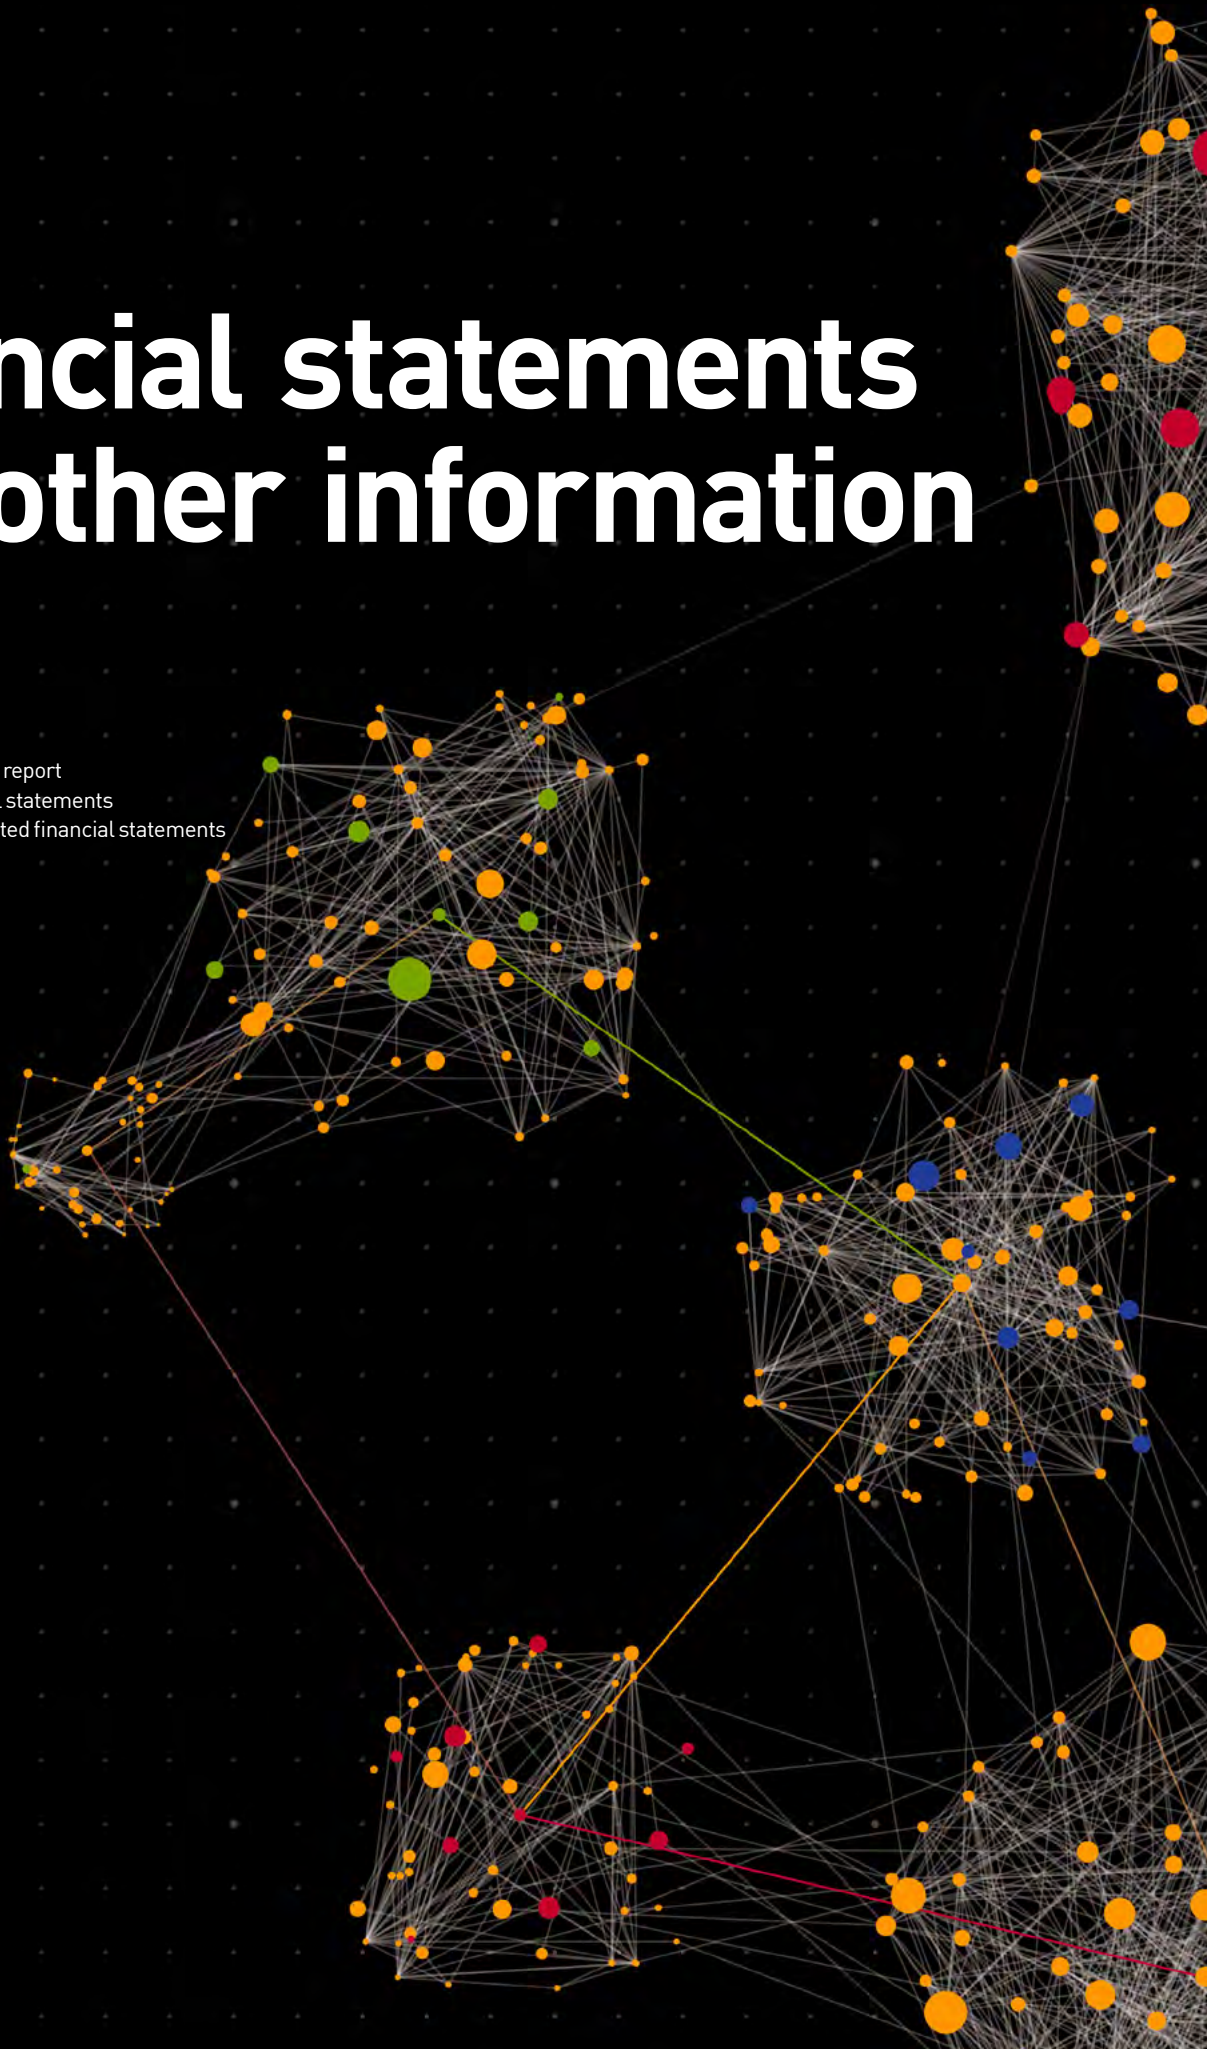 ncial statements
other information
report
l statements
ted financial statements